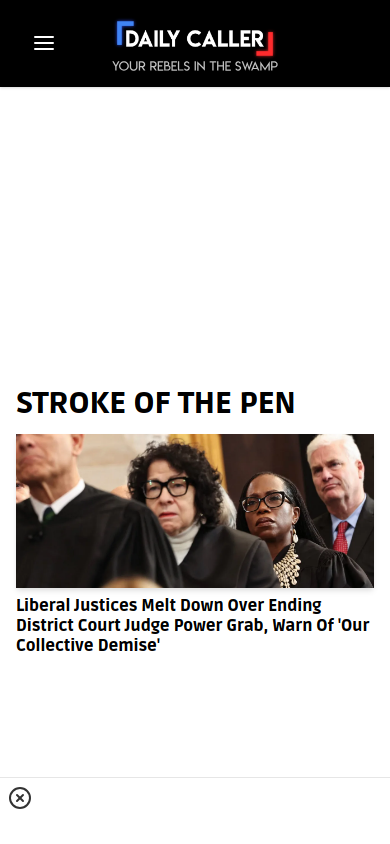 DAILY CALLER
YOUR REBELS IN THE SWAMP
STROKE OF THE PEN
Liberal Justices Melt Down Over Ending
District Court Judge Power Grab, Warn Of 'Our
Collective Demise'